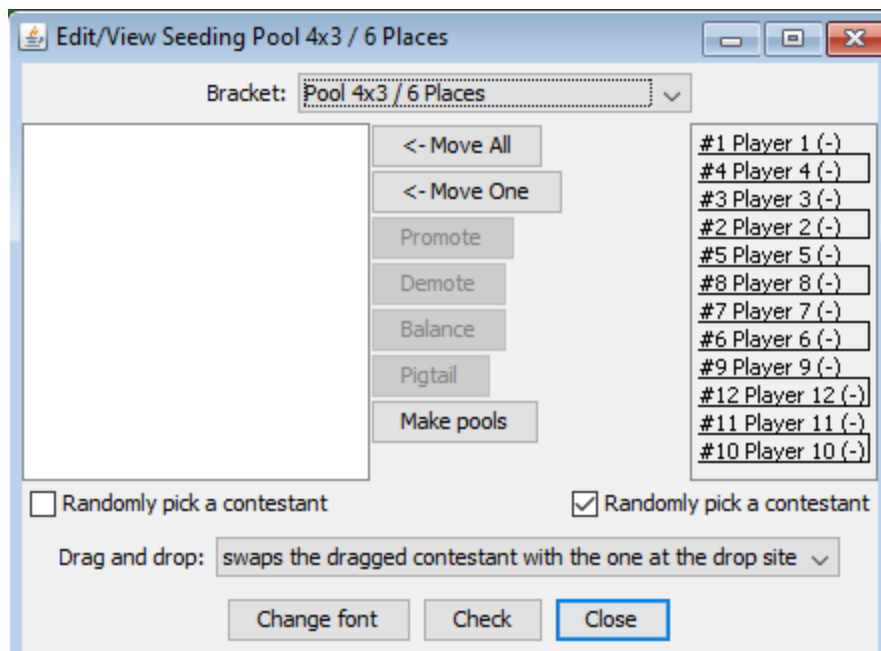 Edit/View Seeding Pool 4x3 / 6 Places
Bracket: Pool 4x3 / 6 Places
<- Move All
<- Move One
Promote
Demote
Balance
Pigtail
Make pools
#1 Player 1 (-)
#4 Player 4 (-)
#3 Player 3 (-)
#2 Player 2 (-)
#5 Player 5 (-)
#8 Player 8 (-)
#7 Player 7 (-)
#6 Player 6 (-)
#9 Player 9 (-)
#12 Player 12 (-)
#11 Player 11 (-)
#10 Player 10 (-)
Randomly pick a contestant
Randomly pick a contestant
Drag and drop: swaps the dragged contestant with the one at the drop site
Change font
Check
Close